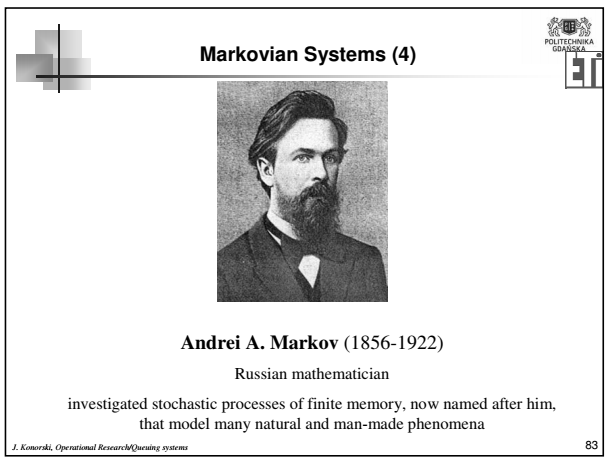 Markovian Systems (4)
POLITECHNIKA
GDAŃSKA
ETI
Andrei A. Markov (1856-1922)
Russian mathematician
investigated stochastic processes of finite memory, now named after him,
that model many natural and man-made phenomena
J. Konorski, Operational Research/Queuing systems
83